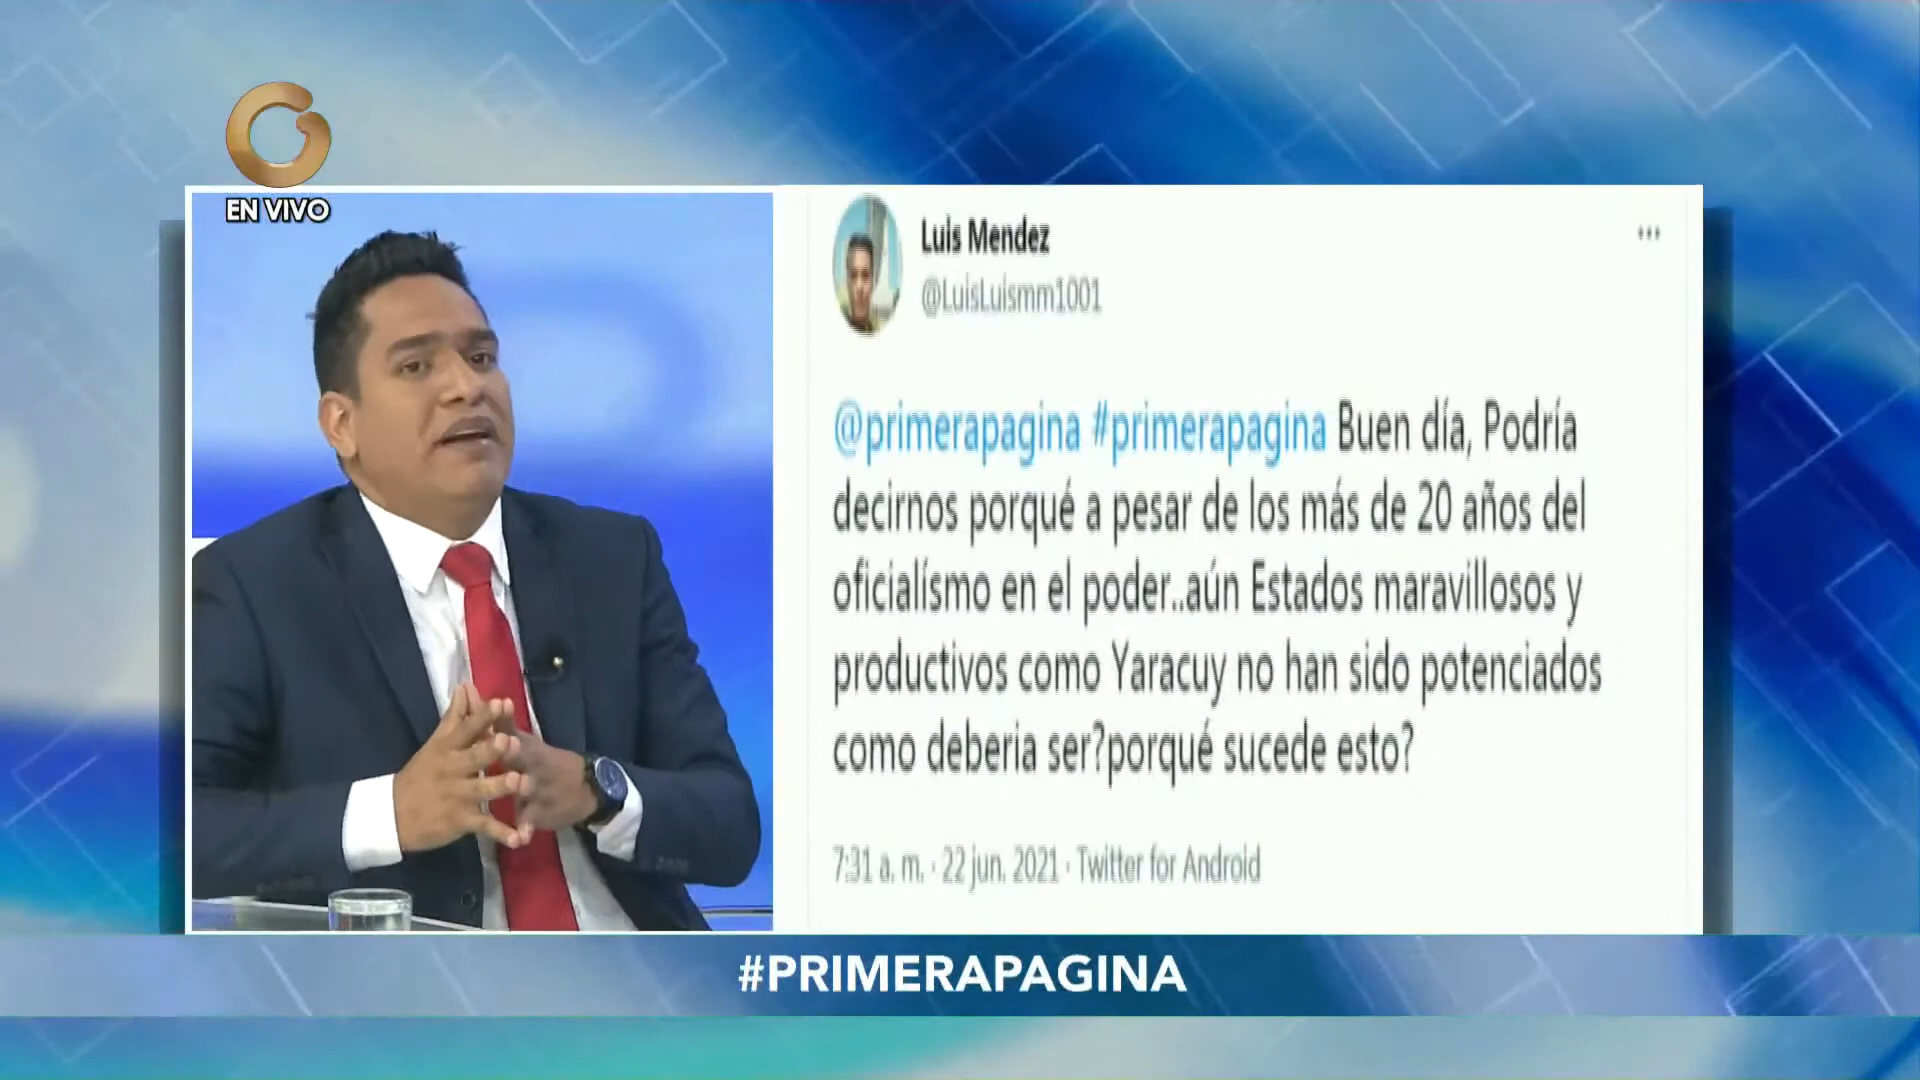 EN VIVO
Luis Mendez
@LuisLuismm1001
@primerapagina #primerapagina Buen día, Podría
decirnos porqué a pesar de los más de 20 años del
oficialísmo en el poder..aún Estados maravillosos y
productivos como Yaracuy no han sido potenciados
como deberia ser?porqué sucede esto?
7:31 a. m. · 22 jun. 2021 · Twitter for Android
#PRIMERAPAGINA